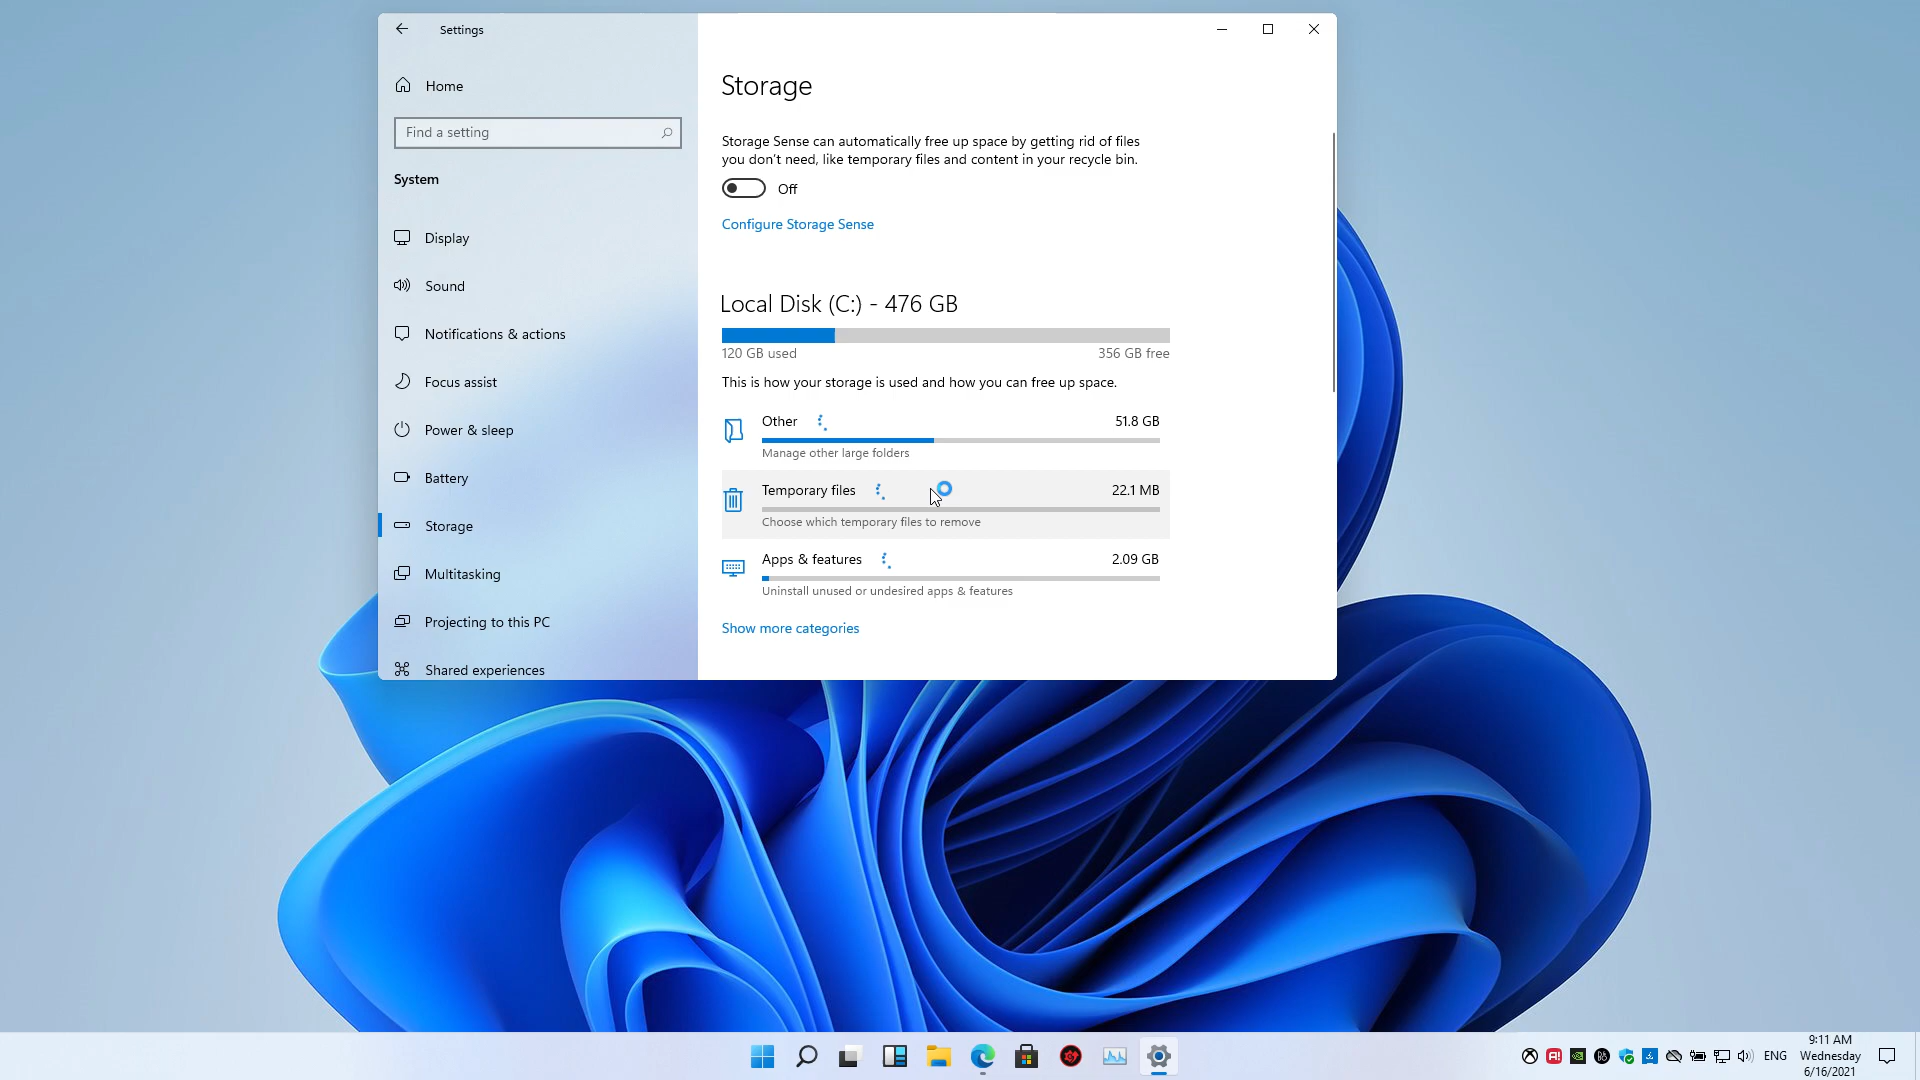 Settings
Home
Find a setting
System
Display
Sound
Notifications & actions
Focus assist
Power & sleep
Battery
Storage
Multitasking
Projecting to this PC
Shared experiences
Storage
Storage Sense can automatically free up space by getting rid of files
you don't need, like temporary files and content in your recycle bin.
Off
Configure Storage Sense
Local Disk (C:) - 476 GB
120 GB used 356 GB free
This is how your storage is used and how you can free up space.
Other 51.8 GB
Manage other large folders
Temporary files 22.1 MB
Choose which temporary files to remove
Apps & features 2.09 GB
Uninstall unused or undesired apps & features
Show more categories
ENG
9:11 AM
Wednesday
6/16/2021